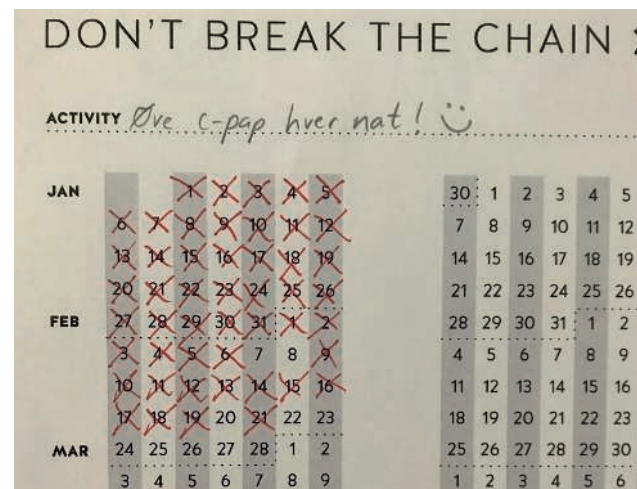 DON'T BREAK THE CHAIN
ACTIVITY Øve c-pap hver nat! :)
JAN 1 2 3 4 5 30 1 2 3 4 5
6 7 8 9 10 11 12 7 8 9 10 11 12
13 14 15 16 17 18 19 14 15 16 17 18 19
20 21 22 23 24 25 26 21 22 23 24 25 26
FEB 27 28 29 30 31 1 2 28 29 30 31 1 2
3 4 5 6 7 8 9 4 5 6 7 8 9
10 11 12 13 14 15 16 11 12 13 14 15 16
17 18 19 20 21 22 23 18 19 20 21 22 23
MAR 24 25 26 27 28 1 2 25 26 27 28 29 30
3 4 5 6 7 8 9 1 2 3 4 5 6